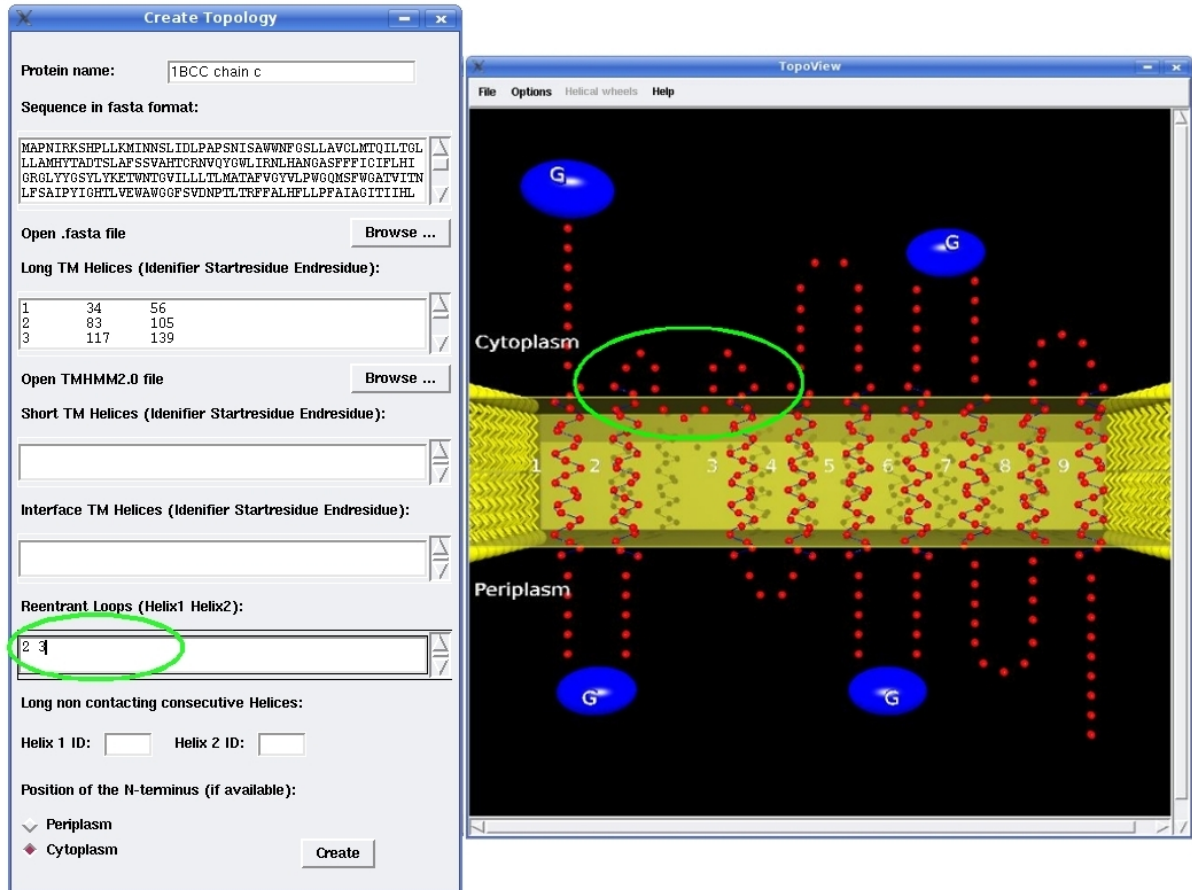 Create Topology
Protein name:
1BCC chain c
Sequence in fasta format:
MAPNIRKSHPLLKMINNSLIDLPAPSNISAWWNFGSLLAVCLMTQILTGL
LLAMHYTADTSLAFSSVAHTCRNVQYGWLIRNLHANGASFFFICIFLHI
GRGLYYGSYLYKETWNTGVILLLTLMATAFVGYVLPWGQMSFWGATVITN
LFSAIPYIGHTLVEWAWGGFSVDNPTLTRFFALHFLLPFAIAGITIIHL
Open .fasta file
Browse ...
Long TM Helices (Idenifier Startresidue Endresidue):
1 34 56
2 83 105
3 117 139
Open TMHMM2.0 file
Browse ...
Short TM Helices (Idenifier Startresidue Endresidue):
Interface TM Helices (Idenifier Startresidue Endresidue):
Reentrant Loops (Helix1 Helix2):
2 3
Long non contacting consecutive Helices:
Helix 1 ID:
Helix 2 ID:
Position of the N-terminus (if available):
Periplasm
Cytoplasm
Create
TopoView
File Options Helical wheels Help
G
G
Cytoplasm
1 2 3 4 5 6 7 8 9
Periplasm
G
G